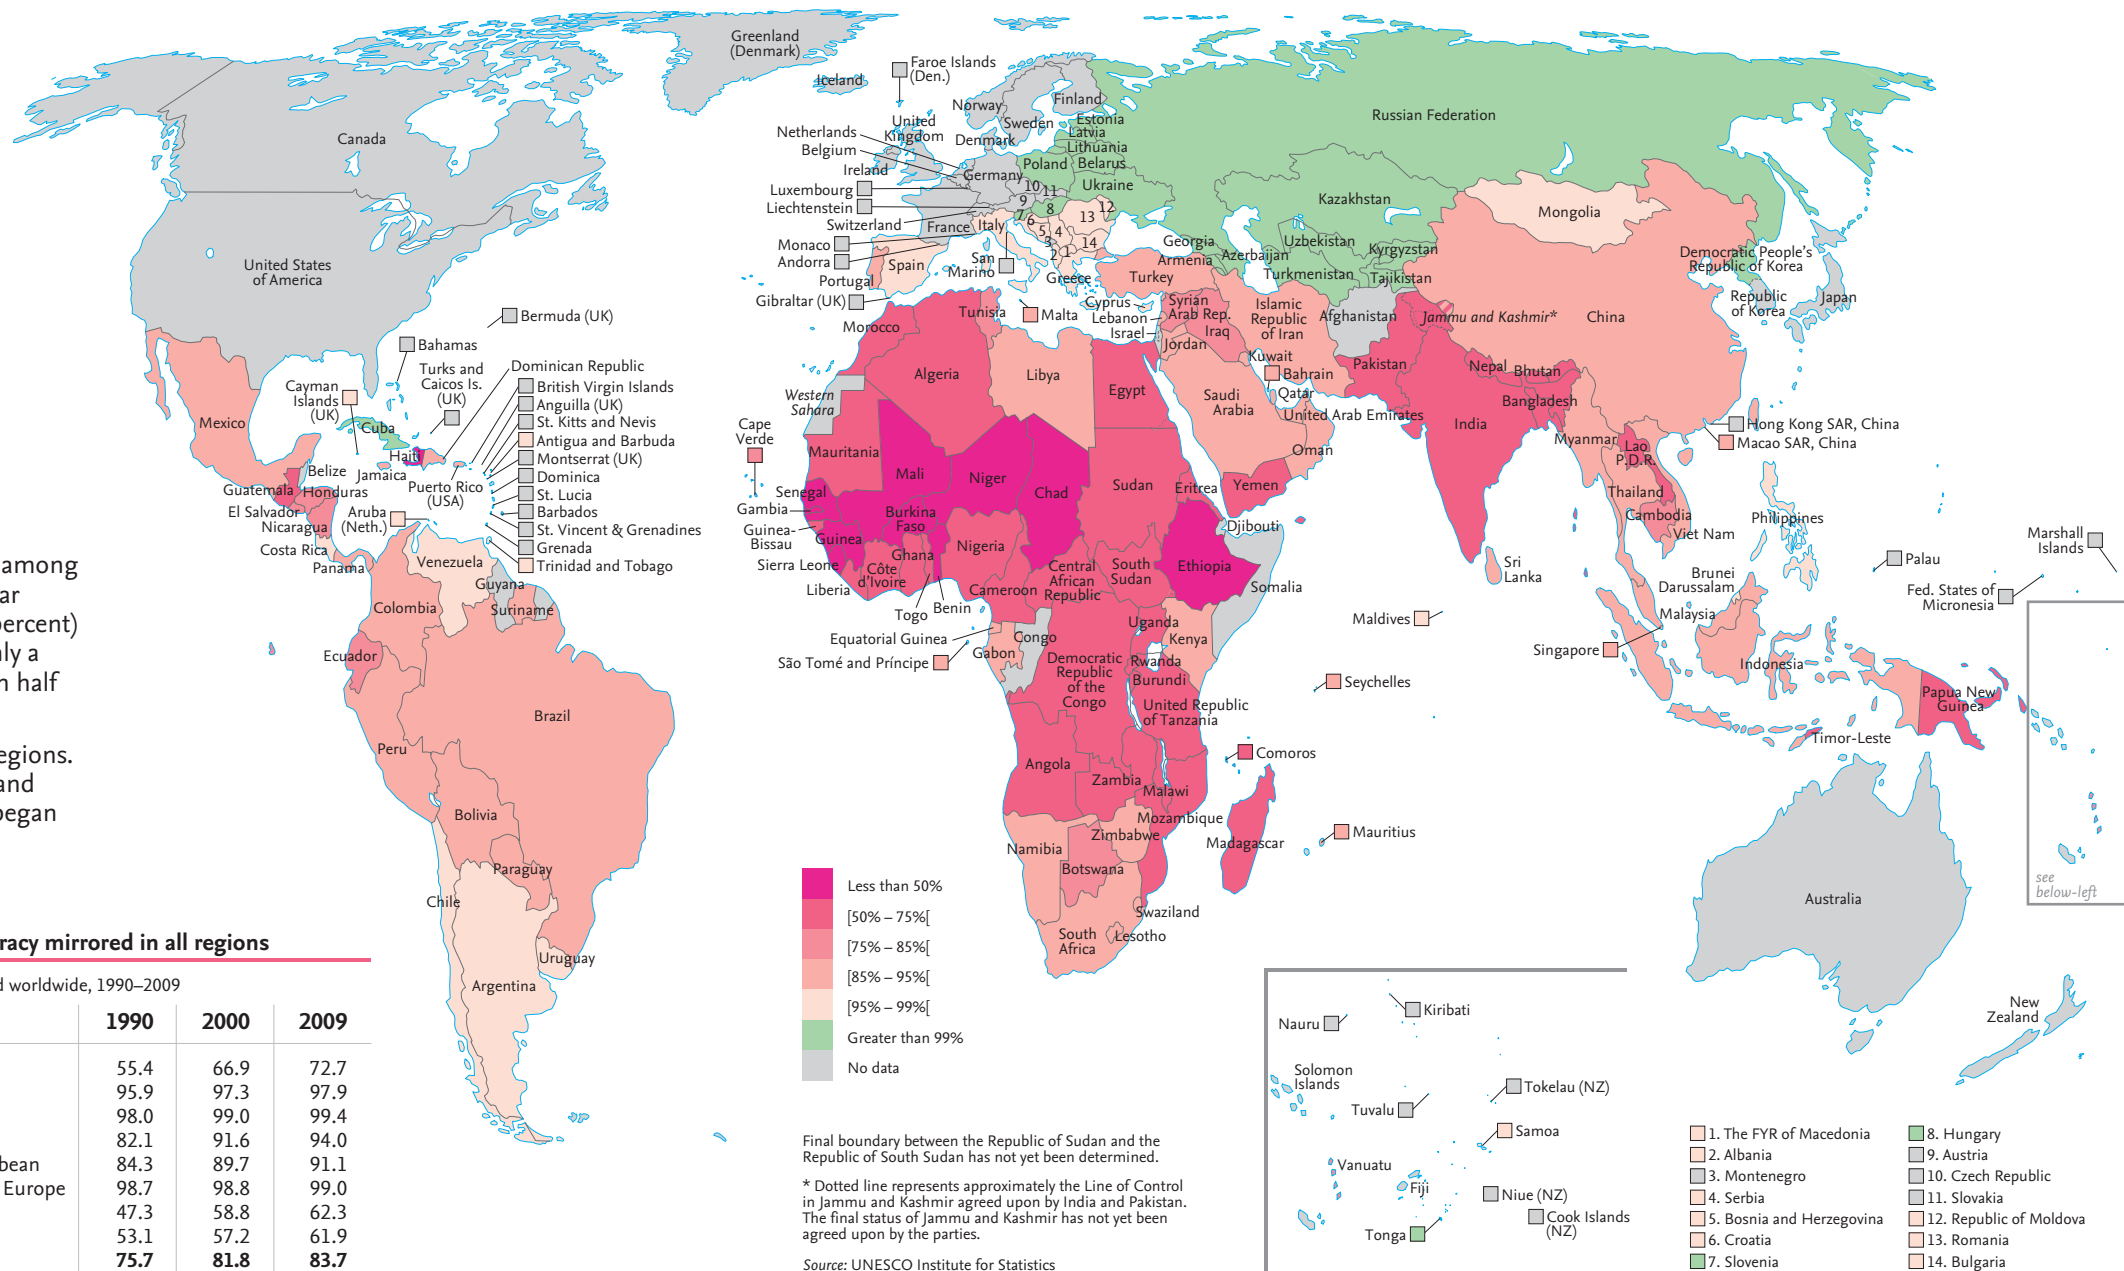 Greenland
(Denmark)
Iceland
Faroe Islands
(Den.)
Norway
Finland
Sweden
Estonia
Latvia
Lithuania
Denmark
United
Kingdom
Netherlands
Belgium
Ireland
Poland
Belarus
Germany
Luxembourg
Liechtenstein
Switzerland
Ukraine
10
11
9
8
7
6
12
13
5
4
3
14
2
1
France
Italy
Monaco
Andorra
San
Marino
Spain
Portugal
Gibraltar (UK)
Greece
Malta
Russian Federation
Kazakhstan
Mongolia
Georgia
Armenia
Azerbaijan
Uzbekistan
Kyrgyzstan
Turkmenistan
Tajikistan
Turkey
Democratic People's
Republic of Korea
Republic
of Korea
Japan
Cyprus
Lebanon
Israel
Syrian
Arab Rep.
Iraq
Jordan
Islamic
Republic
of Iran
Afghanistan
Jammu and Kashmir*
China
Kuwait
Bahrain
Qatar
Saudi
Arabia
United Arab Emirates
Oman
Yemen
Pakistan
Nepal
Bhutan
Bangladesh
India
Myanmar
Lao
P.D.R.
Thailand
Cambodia
Viet Nam
Hong Kong SAR, China
Macao SAR, China
Philippines
Sri
Lanka
Maldives
Brunei
Darussalam
Malaysia
Singapore
Indonesia
Palau
Marshall
Islands
Fed. States of
Micronesia
Papua New
Guinea
Timor-Leste
Australia
New
Zealand
see
below-left
Canada
United States
of America
Bermuda (UK)
Bahamas
Turks and
Caicos Is.
(UK)
Cayman
Islands
(UK)
Cuba
Haiti
Jamaica
Mexico
Belize
Guatemala
Honduras
El Salvador
Nicaragua
Costa Rica
Panama
Aruba
(Neth.)
Puerto Rico
(USA)
Dominican Republic
British Virgin Islands
Anguilla (UK)
St. Kitts and Nevis
Antigua and Barbuda
Montserrat (UK)
Dominica
St. Lucia
Barbados
St. Vincent & Grenadines
Grenada
Trinidad and Tobago
Venezuela
Guyana
Suriname
Colombia
Ecuador
Brazil
Peru
Bolivia
Paraguay
Chile
Uruguay
Argentina
Morocco
Tunisia
Algeria
Libya
Egypt
Western
Sahara
Cape
Verde
Mauritania
Mali
Niger
Chad
Sudan
Eritrea
Djibouti
Senegal
Gambia
Guinea-
Bissau
Guinea
Burkina
Faso
Sierra Leone
Liberia
Côte
d'Ivoire
Ghana
Togo
Benin
Nigeria
Cameroon
Central
African
Republic
South
Sudan
Ethiopia
Somalia
Equatorial Guinea
São Tomé and Príncipe
Gabon
Congo
Uganda
Kenya
Rwanda
Burundi
Democratic
Republic
of the
Congo
United Republic
of Tanzania
Seychelles
Comoros
Angola
Zambia
Malawi
Mozambique
Zimbabwe
Namibia
Botswana
Madagascar
Mauritius
Swaziland
South
Africa
Lesotho
among
ar
percent)
ly a
n half
egions.
and
began
racy mirrored in all regions
d worldwide, 1990–2009
1990 2000 2009
55.4 66.9 72.7
95.9 97.3 97.9
98.0 99.0 99.4
82.1 91.6 94.0
bean 84.3 89.7 91.1
Europe 98.7 98.8 99.0
47.3 58.8 62.3
53.1 57.2 61.9
75.7 81.8 83.7
Less than 50%
[50% – 75%[
[75% – 85%[
[85% – 95%[
[95% – 99%[
Greater than 99%
No data
Final boundary between the Republic of Sudan and the
Republic of South Sudan has not yet been determined.
* Dotted line represents approximately the Line of Control
in Jammu and Kashmir agreed upon by India and Pakistan.
The final status of Jammu and Kashmir has not yet been
agreed upon by the parties.
Source: UNESCO Institute for Statistics
Nauru
Kiribati
Solomon
Islands
Tuvalu
Tokelau (NZ)
Samoa
Vanuatu
Fiji
Niue (NZ)
Cook Islands
(NZ)
Tonga
1. The FYR of Macedonia
2. Albania
3. Montenegro
4. Serbia
5. Bosnia and Herzegovina
6. Croatia
7. Slovenia
8. Hungary
9. Austria
10. Czech Republic
11. Slovakia
12. Republic of Moldova
13. Romania
14. Bulgaria